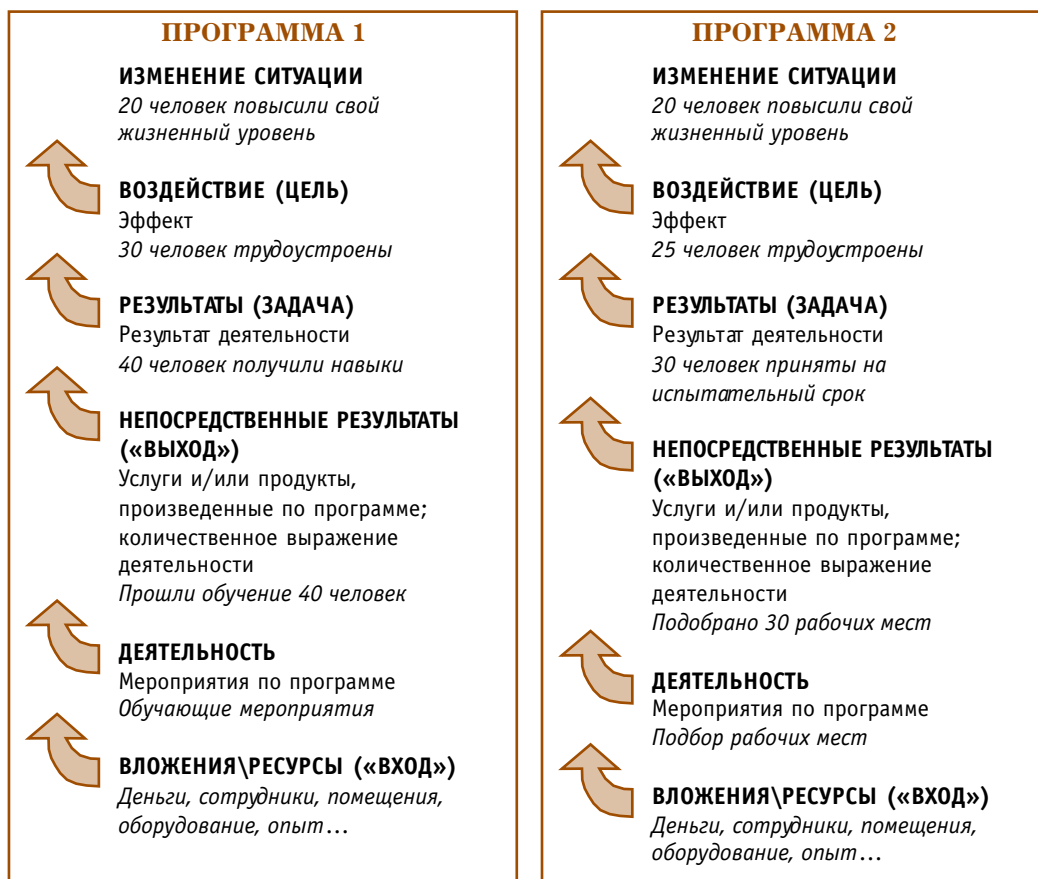 ПРОГРАММА 1
ИЗМЕНЕНИЕ СИТУАЦИИ
20 человек повысили свой
жизненный уровень
ВОЗДЕЙСТВИЕ (ЦЕЛЬ)
Эффект
30 человек трудоустроены
РЕЗУЛЬТАТЫ (ЗАДАЧА)
Результат деятельности
40 человек получили навыки
НЕПОСРЕДСТВЕННЫЕ РЕЗУЛЬТАТЫ
(«ВЫХОД»)
Услуги и/или продукты,
произведенные по программе;
количественное выражение
деятельности
Прошли обучение 40 человек
ДЕЯТЕЛЬНОСТЬ
Мероприятия по программе
Обучающие мероприятия
ВЛОЖЕНИЯ\РЕСУРСЫ («ВХОД»)
Деньги, сотрудники, помещения,
оборудование, опыт…
ПРОГРАММА 2
ИЗМЕНЕНИЕ СИТУАЦИИ
20 человек повысили свой
жизненный уровень
ВОЗДЕЙСТВИЕ (ЦЕЛЬ)
Эффект
25 человек трудоустроены
РЕЗУЛЬТАТЫ (ЗАДАЧА)
Результат деятельности
30 человек приняты на
испытательный срок
НЕПОСРЕДСТВЕННЫЕ РЕЗУЛЬТАТЫ
(«ВЫХОД»)
Услуги и/или продукты,
произведенные по программе;
количественное выражение
деятельности
Подобрано 30 рабочих мест
ДЕЯТЕЛЬНОСТЬ
Мероприятия по программе
Подбор рабочих мест
ВЛОЖЕНИЯ\РЕСУРСЫ («ВХОД»)
Деньги, сотрудники, помещения,
оборудование, опыт…